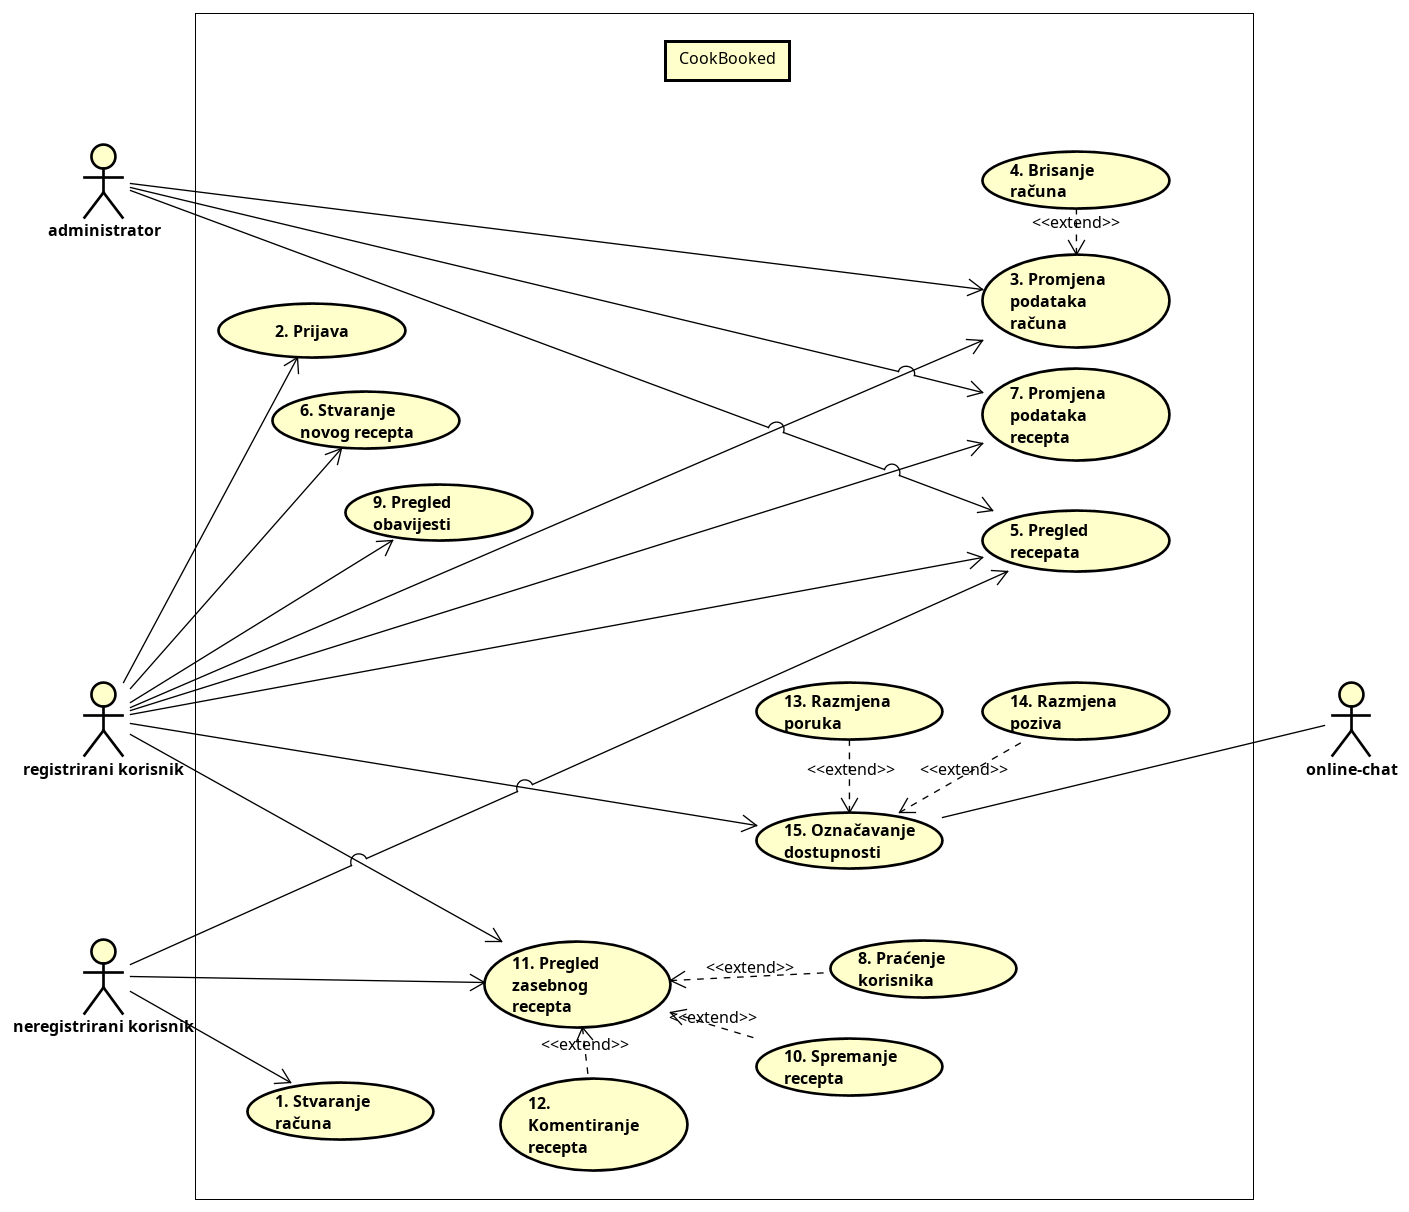 CookBooked
administrator
4. Brisanje
računa
<<extend>>
3. Promjena
podataka
računa
2. Prijava
7. Promjena
podataka
recepta
6. Stvaranje
novog recepta
9. Pregled
obavijesti
5. Pregled
recepata
registrirani korisnik
13. Razmjena
poruka
14. Razmjena
poziva
online-chat
<<extend>>
<<extend>>
15. Označavanje
dostupnosti
neregistrirani korisnik
11. Pregled
zasebnog
recepta
<<extend>>
8. Praćenje
korisnika
<<extend>>
<<extend>>
10. Spremanje
recepta
1. Stvaranje
računa
12.
Komentiranje
recepta